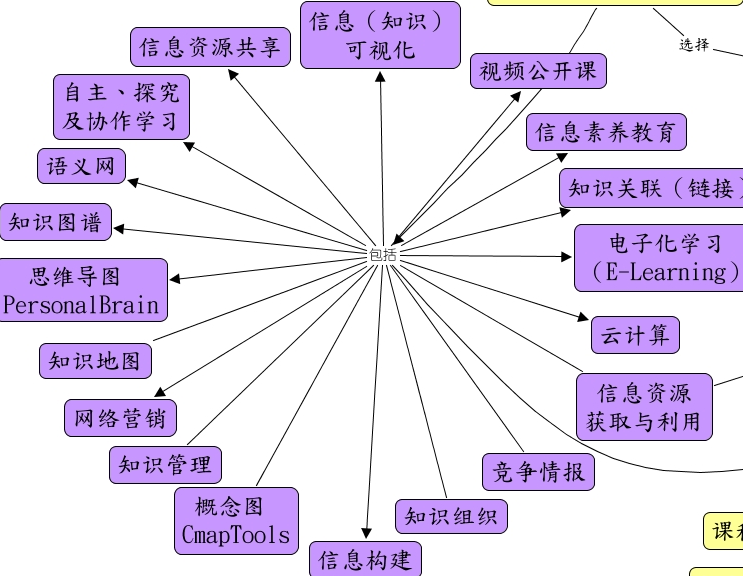 信息（知识）
可视化
信息资源共享
选择
视频公开课
自主、探究
及协作学习
信息素养教育
语义网
知识关联（链接）
知识图谱
电子化学习
（E-Learning）
包括
思维导图
PersonalBrain
云计算
知识地图
信息资源
获取与利用
网络营销
知识管理
竞争情报
概念图
CmapTools
知识组织
信息构建